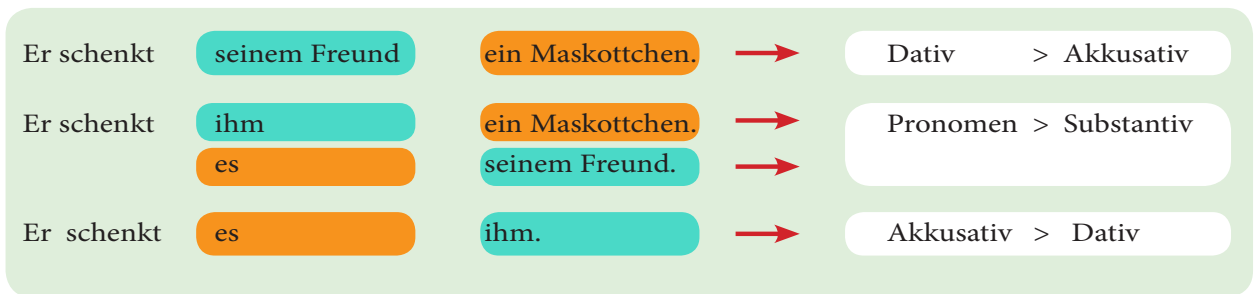 Er schenkt seinem Freund ein Maskottchen. Dativ > Akkusativ
Er schenkt ihm ein Maskottchen. Pronomen > Substantiv
es seinem Freund.
Er schenkt es ihm. Akkusativ > Dativ